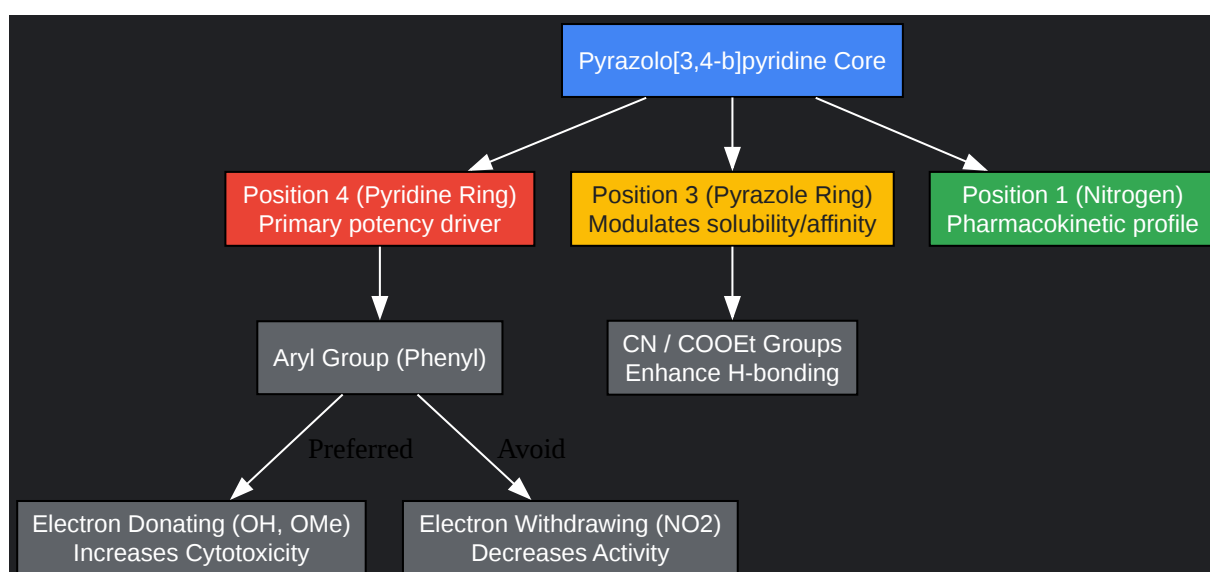 Pyrazolo[3,4-b]pyridine Core
Position 4 (Pyridine Ring)
Primary potency driver
Position 3 (Pyrazole Ring)
Modulates solubility/affinity
Position 1 (Nitrogen)
Pharmacokinetic profile
Aryl Group (Phenyl)
CN / COOEt Groups
Enhance H-bonding
Preferred
Avoid
Electron Donating (OH, OMe)
Increases Cytotoxicity
Electron Withdrawing (NO2)
Decreases Activity